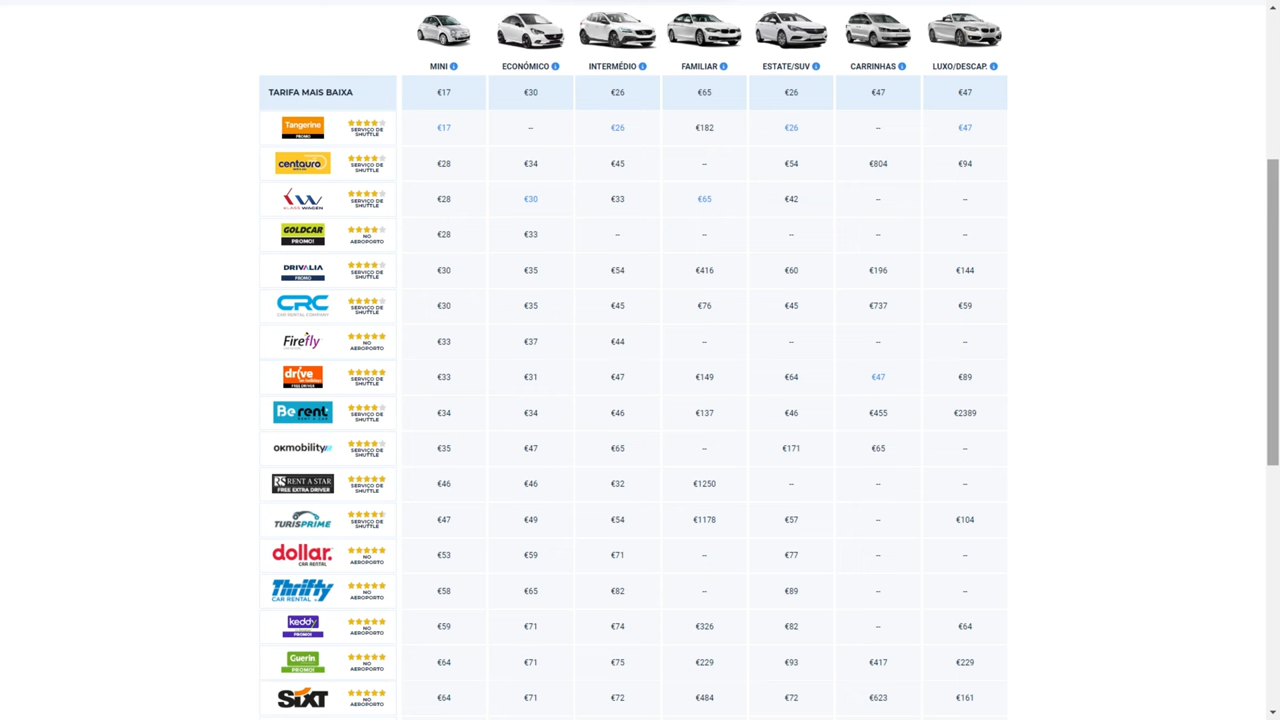 MINI ECONÓMICO INTERMÉDIO FAMILIAR ESTATE/SUV CARRINHAS LUXO/DESCAP.
TARIFA MAIS BAIXA €17 €30 €26 €65 €26 €47 €47
Tangerine PROMO SERVIÇO DE SHUTTLE €17 -- €26 €182 €26 -- €47
centauro SERVIÇO DE SHUTTLE €28 €34 €45 -- €54 €804 €94
KLASS WAGEN SERVIÇO DE SHUTTLE €28 €30 €33 €65 €42 -- --
GOLDCAR PROMO! NO AEROPORTO €28 €33 -- -- -- -- --
DRIVALIA PROMO SERVIÇO DE SHUTTLE €30 €35 €54 €416 €60 €196 €144
CRC CAR RENTAL COMPANY SERVIÇO DE SHUTTLE €30 €35 €45 €76 €45 €737 €59
Firefly NO AEROPORTO €33 €37 €44 -- -- -- --
drive FREE DRIVER SERVIÇO DE SHUTTLE €33 €31 €47 €149 €64 €47 €89
Be rent RENT A CAR SERVIÇO DE SHUTTLE €34 €34 €46 €137 €46 €455 €2389
okmobility SERVIÇO DE SHUTTLE €35 €47 €65 -- €171 €65 --
RS RENT A STAR FREE EXTRA DRIVER SERVIÇO DE SHUTTLE €46 €46 €32 €1250 -- -- --
TURISPRIME SERVIÇO DE SHUTTLE €47 €49 €54 €1178 €57 -- €104
dollar. CAR RENTAL NO AEROPORTO €53 €59 €71 -- €77 -- --
Thrifty CAR RENTAL NO AEROPORTO €58 €65 €82 -- €89 -- --
keddy PROMO! NO AEROPORTO €59 €71 €74 €326 €82 -- €64
Guerin PROMO! NO AEROPORTO €64 €71 €75 €229 €93 €417 €229
SIXT NO AEROPORTO €64 €71 €72 €484 €72 €623 €161